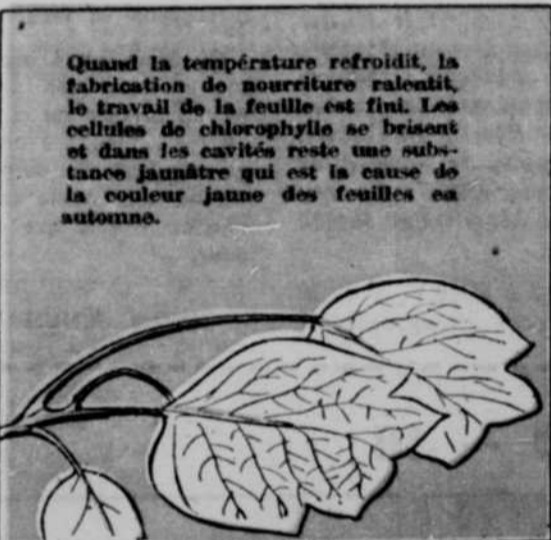 Quand la température refroidit, la
fabrication de nourriture ralentit,
le travail de la feuille est fini. Les
cellules de chlorophylle se brisent
et dans les cavités reste une subs-
tance jaunâtre qui est la cause de
la couleur jaune des feuilles en
automne.